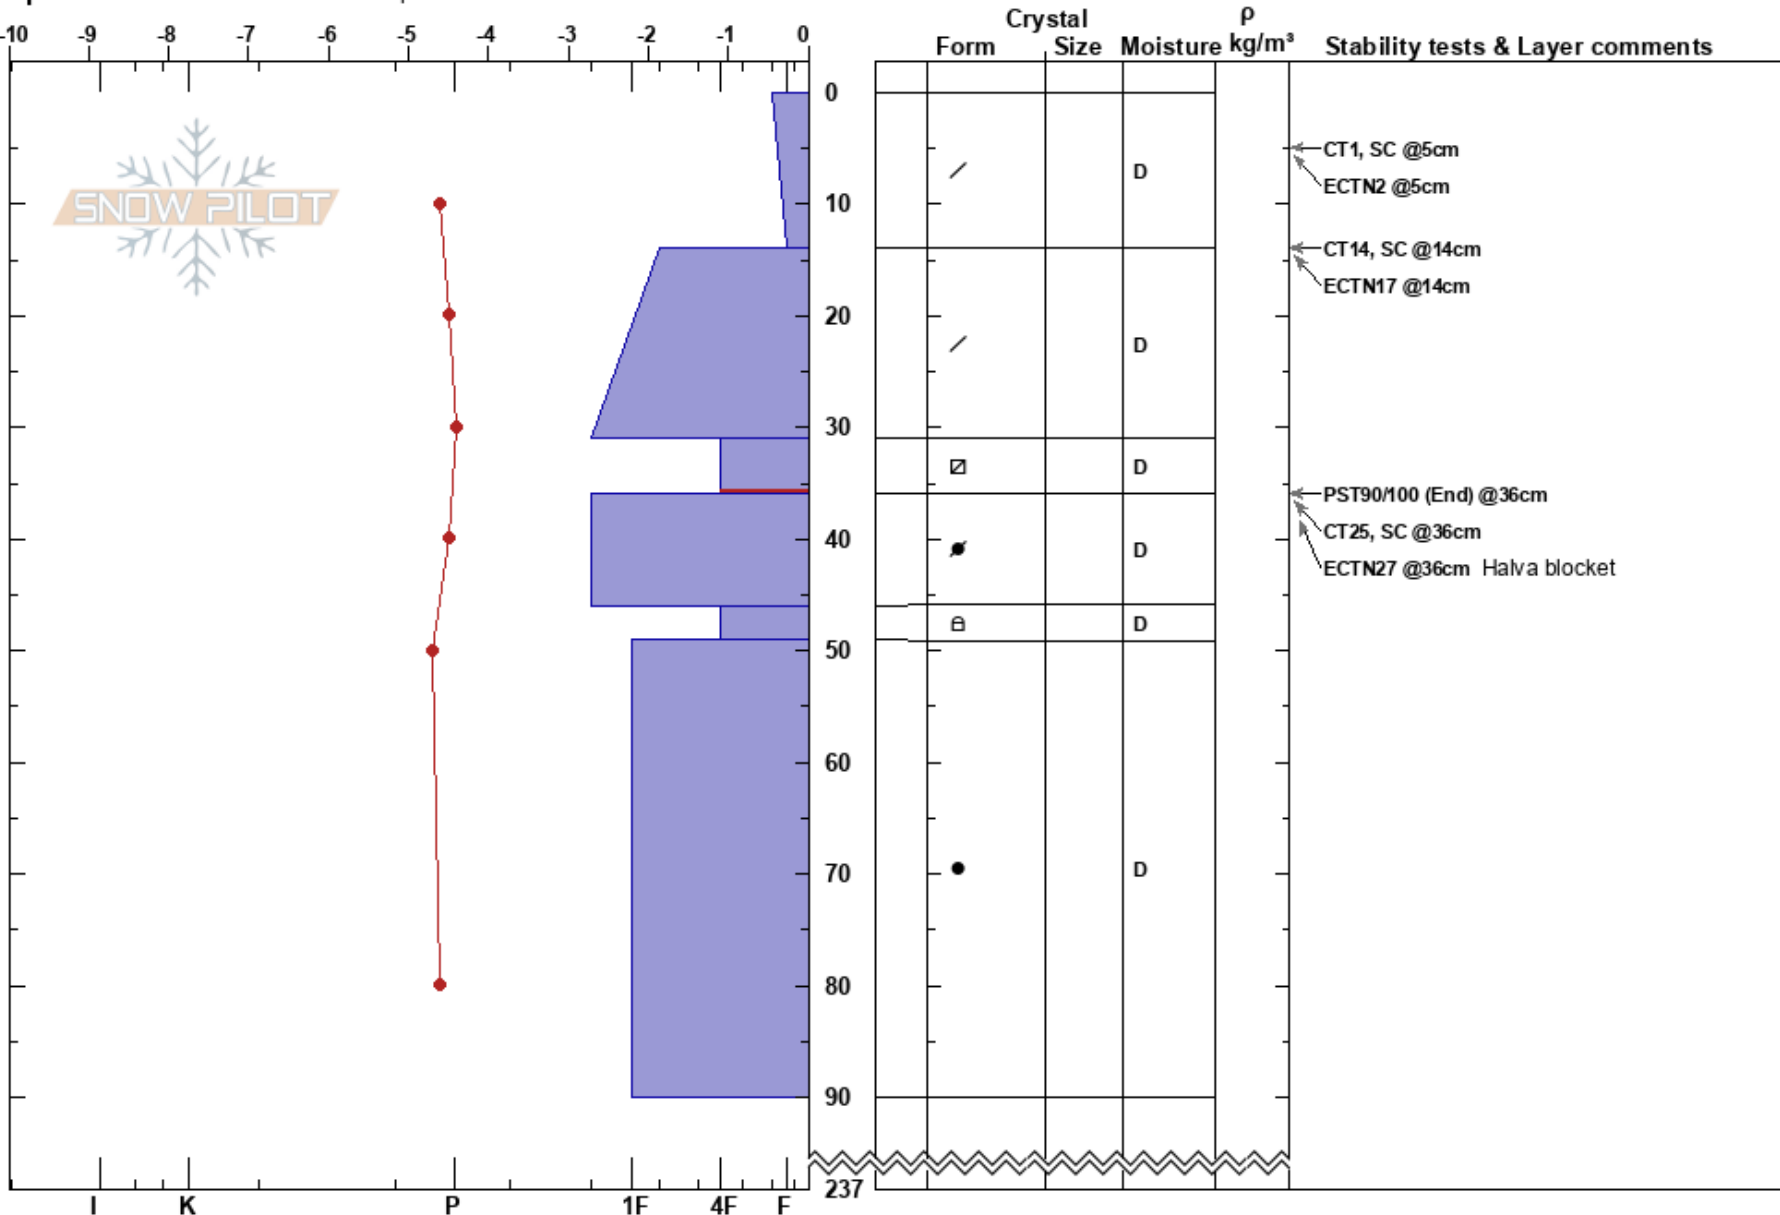 Crystal ρ
-10 -9 -8 -7 -6 -5 -4 -3 -2 -1 0 Form Size Moisture kg/m³ Stability tests & Layer comments
0
CT1, SC @5cm
D
ECTN2 @5cm
SNOW PILOT 10
CT14, SC @14cm
ECTN17 @14cm
20
D
30
D
PST90/100 (End) @36cm
CT25, SC @36cm
40 D
ECTN27 @36cm Halva blocket
D
50
60
70 D
80
90
237
I K P 1F 4F F